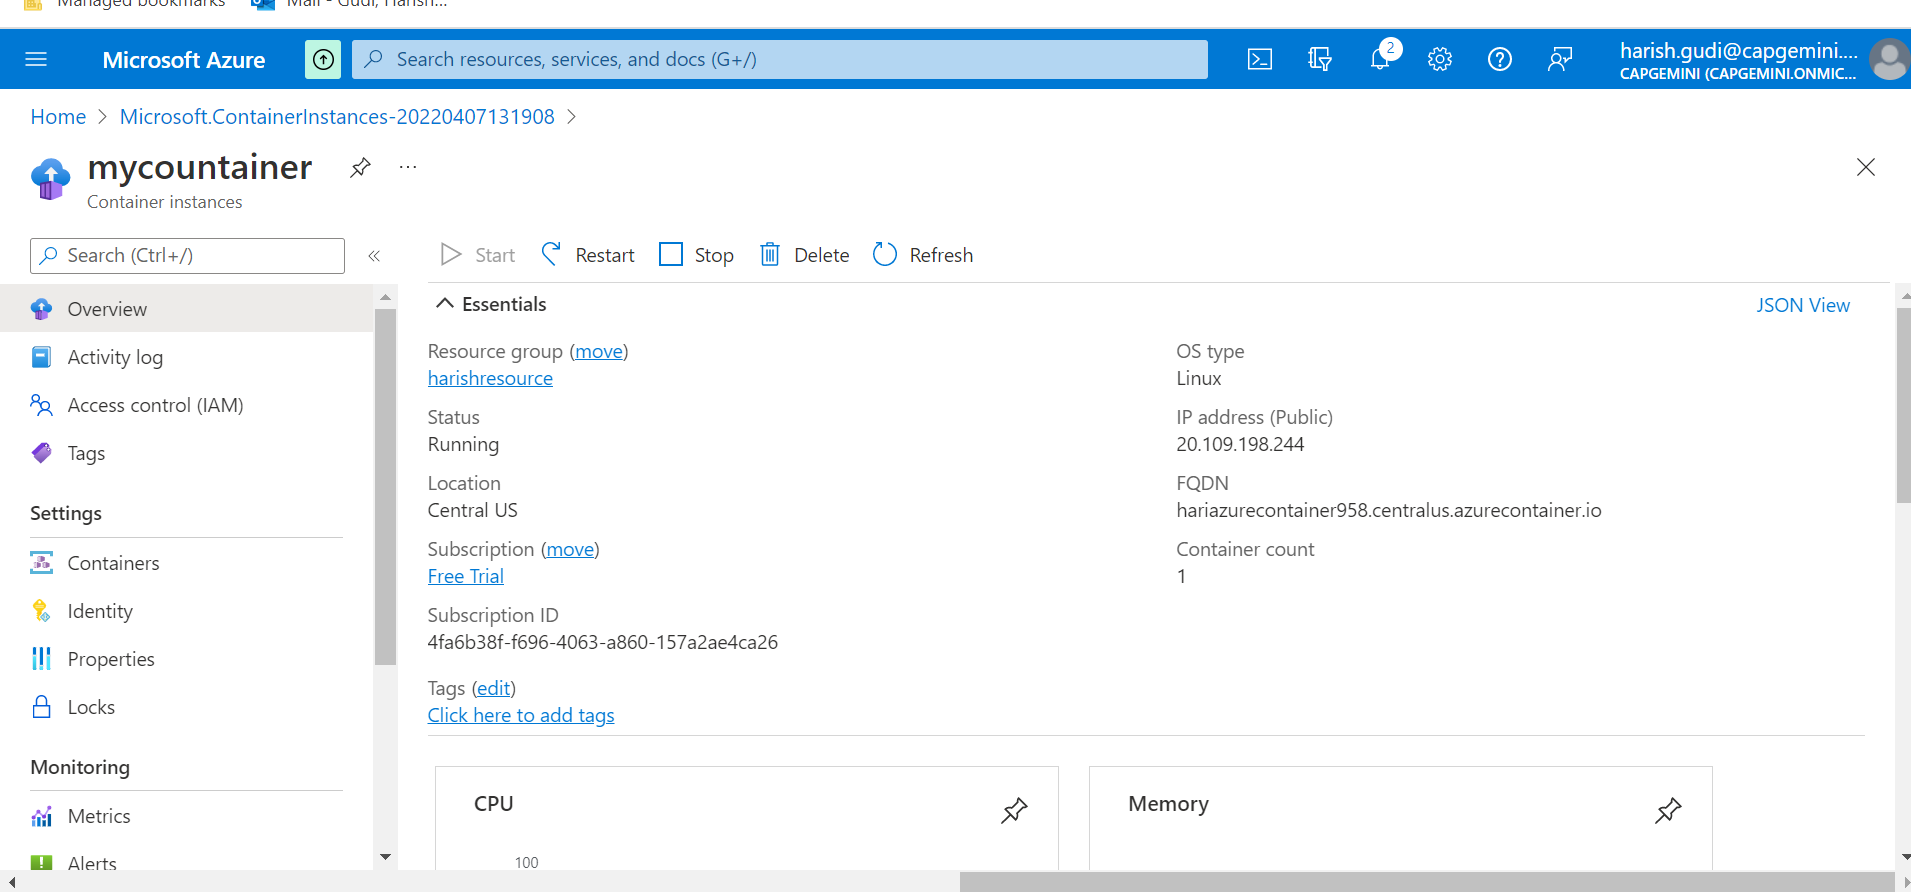 Managed bookmarks Mail - Gudi, Harish...
Microsoft Azure
Search resources, services, and docs (G+/)
2
harish.gudi@capgemini....
CAPGEMINI (CAPGEMINI.ONMIC...
Home > Microsoft.ContainerInstances-20220407131908 >
mycountainer
...
Container instances
Search (Ctrl+/)
«
Start Restart Stop Delete Refresh
Overview
Activity log
Access control (IAM)
Tags
Settings
Containers
Identity
Properties
Locks
Monitoring
Metrics
Alerts
Essentials
JSON View
Resource group (move)
harishresource
Status
Running
Location
Central US
Subscription (move)
Free Trial
Subscription ID
4fa6b38f-f696-4063-a860-157a2ae4ca26
Tags (edit)
Click here to add tags
OS type
Linux
IP address (Public)
20.109.198.244
FQDN
hariazurecontainer958.centralus.azurecontainer.io
Container count
1
CPU
100
Memory